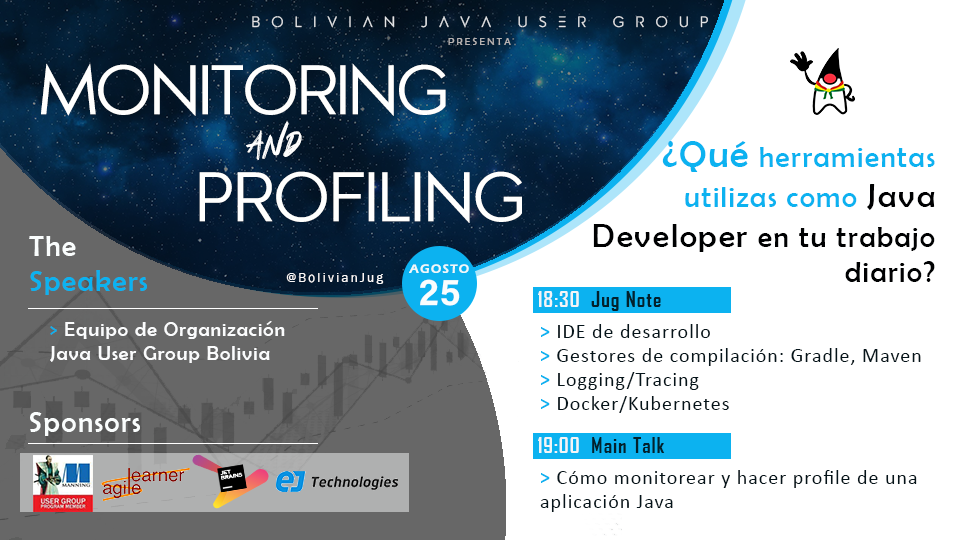 BOLIVIAN JAVA USER GROUP
PRESENTA
MONITORING
AND
PROFILING
@BolivianJug
AGOSTO
25
The
Speakers
> Equipo de Organización
Java User Group Bolivia
Sponsors
MANNING
USER GROUP
PROGRAM MEMBER
learner
agile
JET
BRAINS
eJ Technologies
¿Qué herramientas
utilizas como Java
Developer en tu trabajo
diario?
18:30 Jug Note
> IDE de desarrollo
> Gestores de compilación: Gradle, Maven
> Logging/Tracing
> Docker/Kubernetes
19:00 Main Talk
> Cómo monitorear y hacer profile de una
aplicación Java